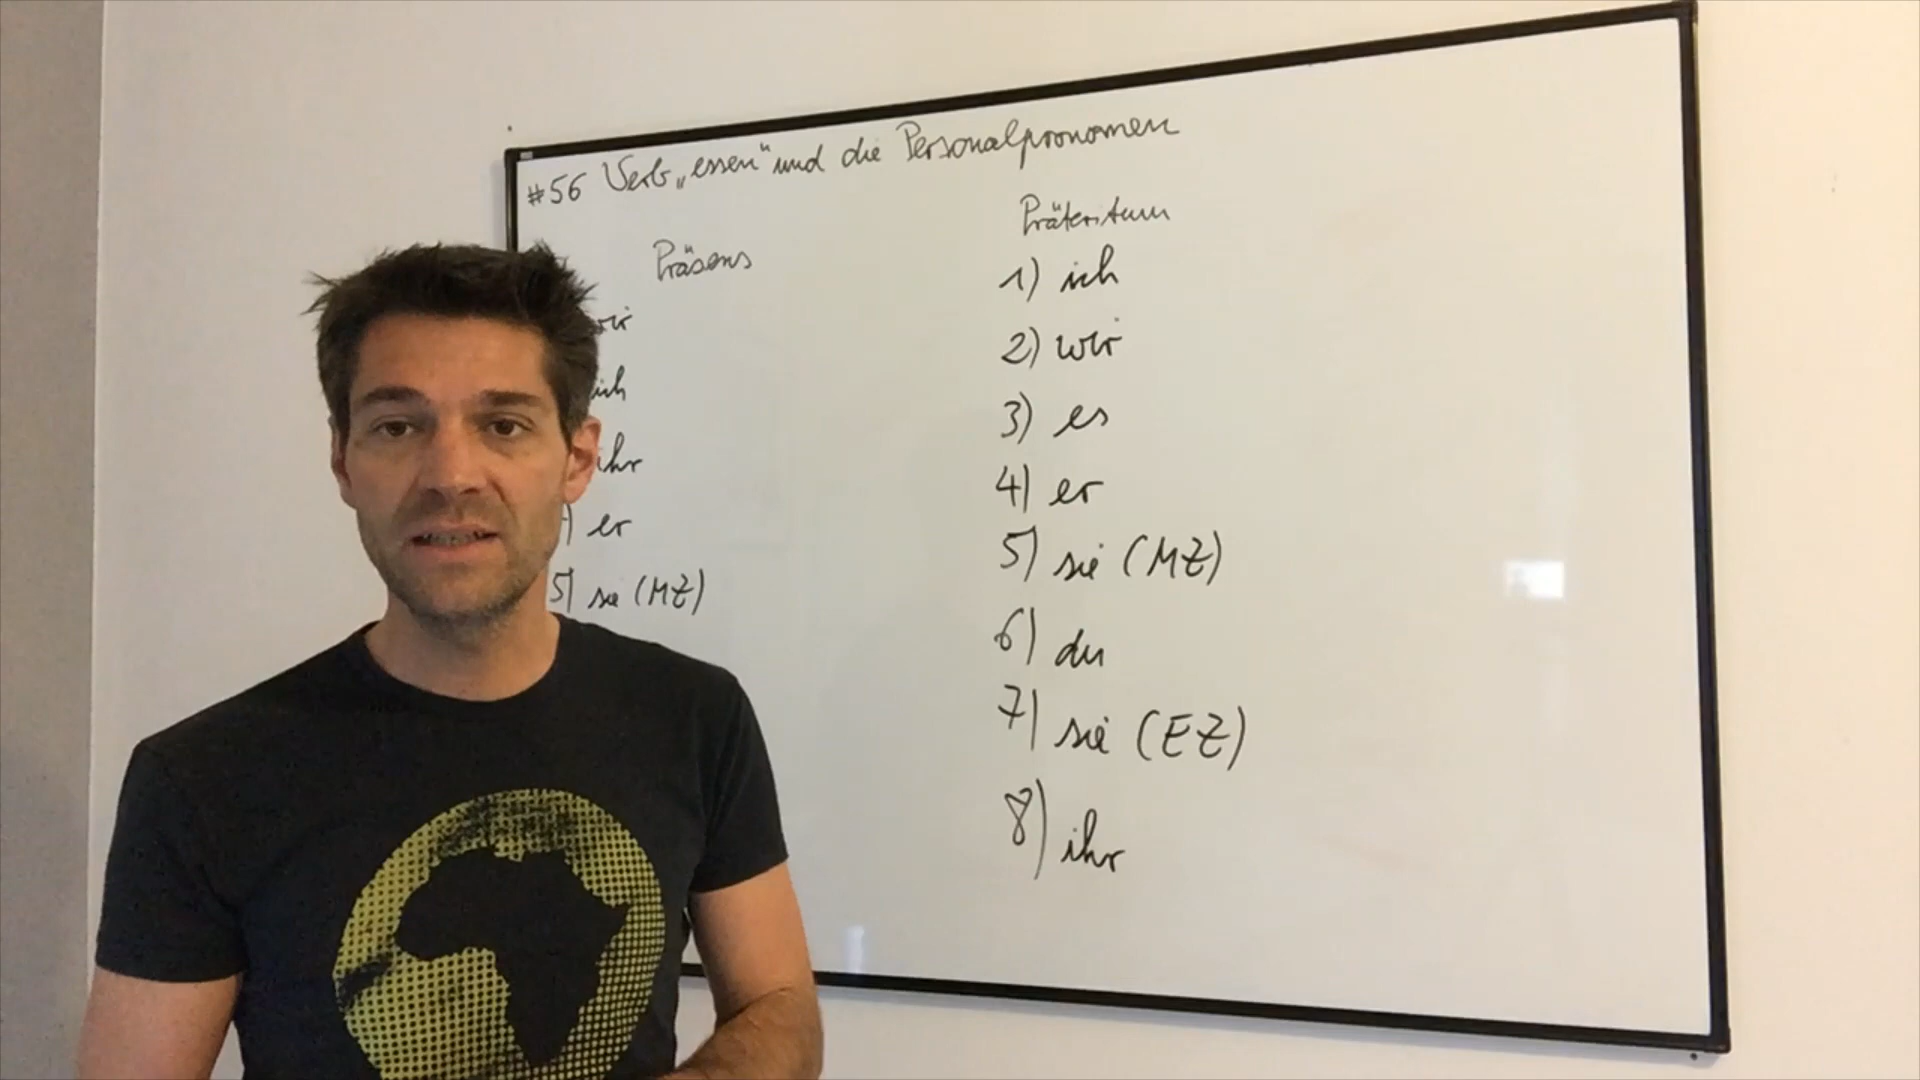 #56 Verb „essen“ und die Personalpronomen
Präsens
ich
ihr
er
5) sie (MZ)
Präteritum
1) ich
2) wir
3) es
4) er
5) sie (MZ)
6) du
7) sie (EZ)
8) ihr